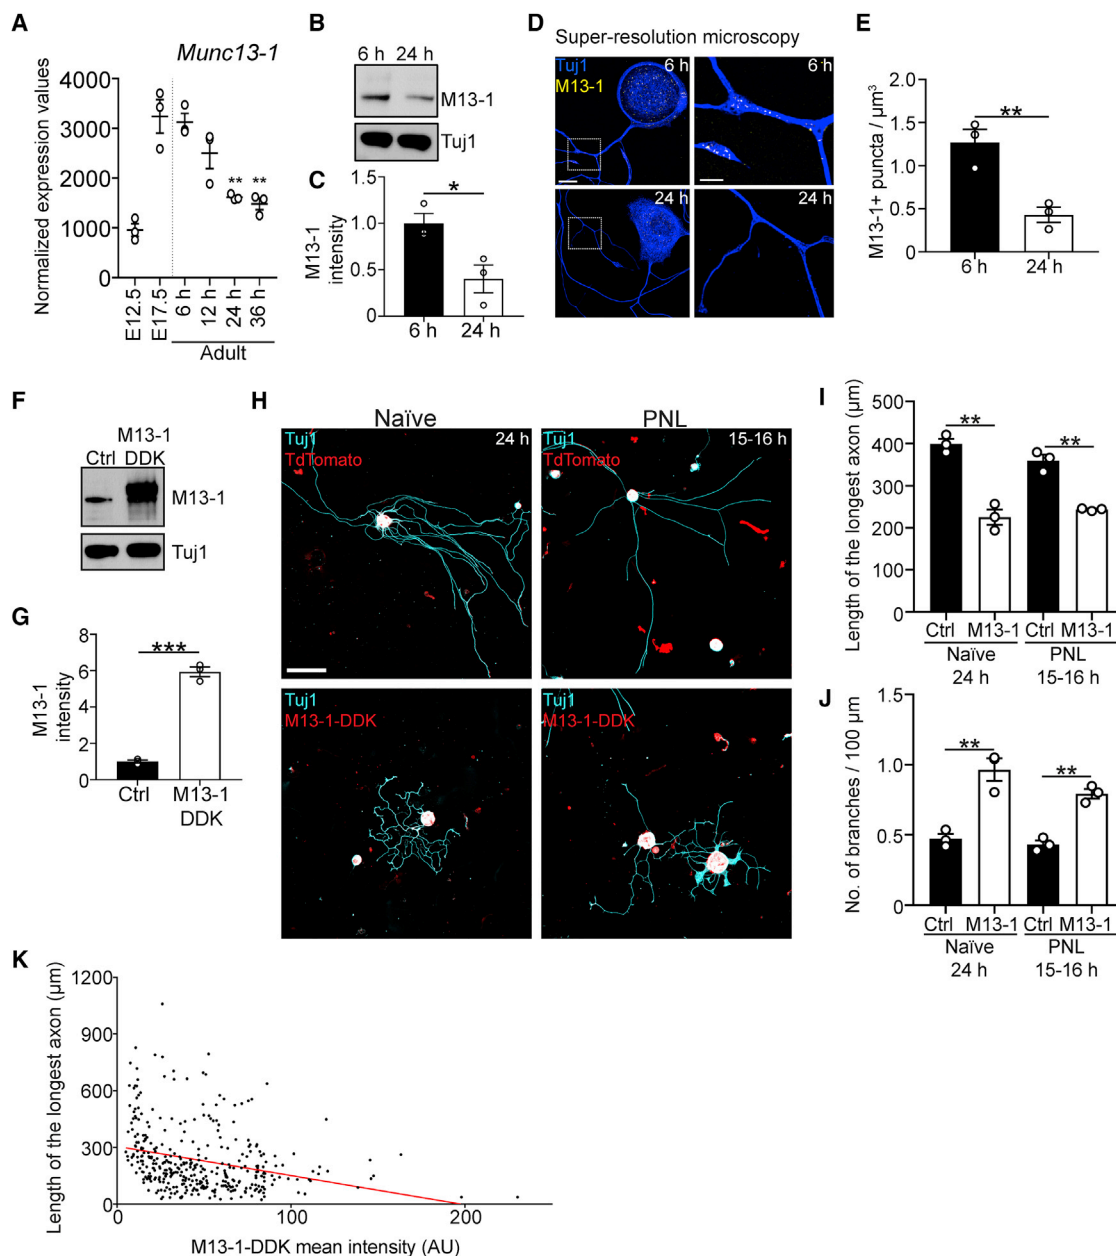 A
Munc13-1
Normalized expression values
4000
3000
2000
1000
0
** **
E12.5
E17.5
6 h
12 h
24 h
36 h
Adult
B
6 h 24 h
M13-1
Tuj1
C
M13-1
intensity
1.5
1.0
0.5
0
*
6 h 24 h
D
Super-resolution microscopy
Tuj1
M13-1
6 h
6 h
24 h
24 h
E
M13-1+ puncta / µm³
2.0
1.5
1.0
0.5
0
**
6 h 24 h
F
M13-1
Ctrl DDK
M13-1
Tuj1
G
M13-1
intensity
8
6
4
2
0
***
Ctrl M13-1
DDK
H
Naïve
PNL
Tuj1
TdTomato
24 h
Tuj1
TdTomato
15-16 h
Tuj1
M13-1-DDK
Tuj1
M13-1-DDK
I
Length of the longest axon (µm)
500
400
300
200
100
0
**
**
Ctrl M13-1 Ctrl M13-1
Naïve PNL
24 h 15-16 h
J
No. of branches / 100 µm
1.5
1.0
0.5
0
**
**
Ctrl M13-1 Ctrl M13-1
Naïve PNL
24 h 15-16 h
K
Length of the longest axon (µm)
1200
900
600
300
0
0 100 200
M13-1-DDK mean intensity (AU)